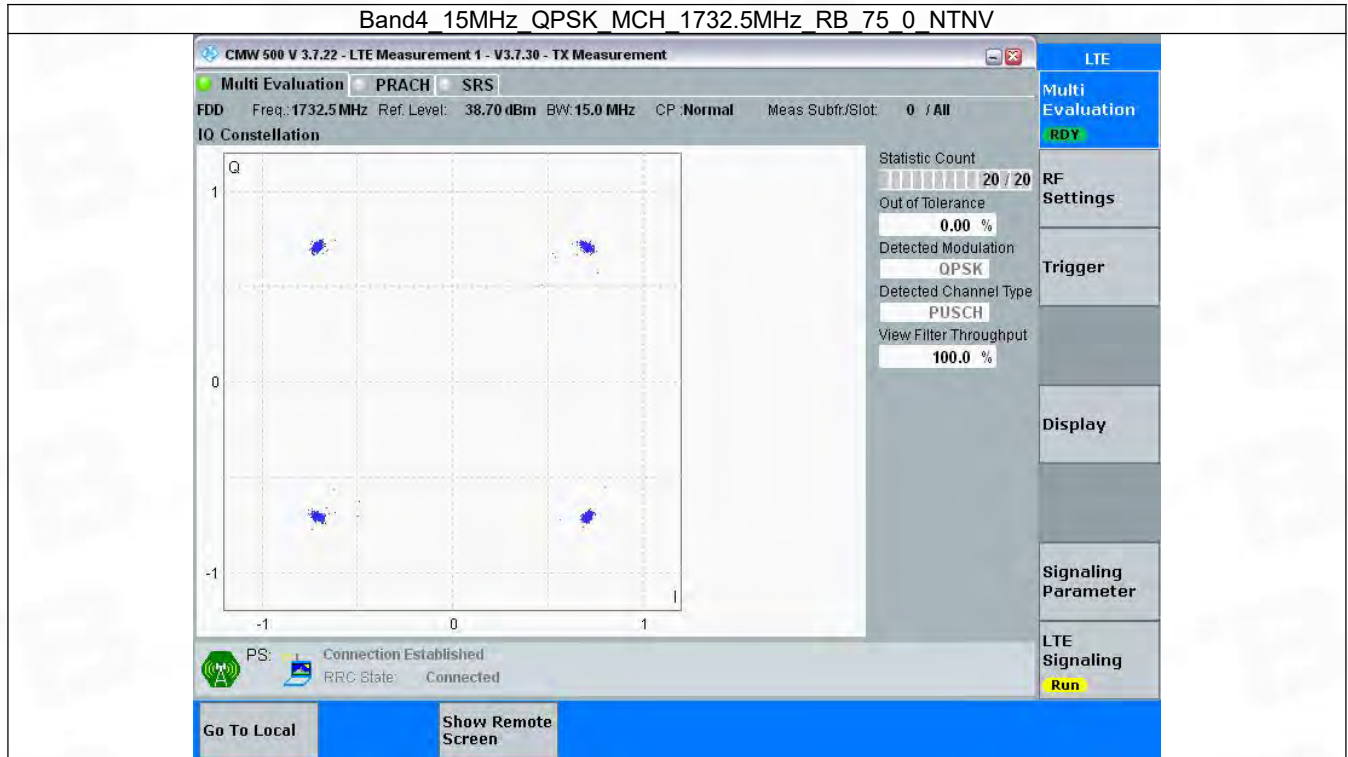 Band4_15MHz_QPSK_MCH_1732.5MHz_RB_75_0_NTNV
CMW 500 V 3.7.22 - LTE Measurement 1 - V3.7.30 - TX Measurement
LTE
Multi Evaluation PRACH SRS
Multi
Evaluation
RDY
FDD Freq.:1732.5 MHz Ref. Level: 38.70 dBm BW:15.0 MHz CP :Normal Meas Subfr./Slot: 0 / All
IQ Constellation
Q
1
0
-1
I
-1 0 1
Statistic Count
20 / 20
Out of Tolerance
0.00 %
Detected Modulation
QPSK
Detected Channel Type
PUSCH
View Filter Throughput
100.0 %
RF
Settings
Trigger
Display
Signaling
Parameter
LTE
Signaling
Run
PS: Connection Established
RRC State: Connected
Go To Local
Show Remote
Screen